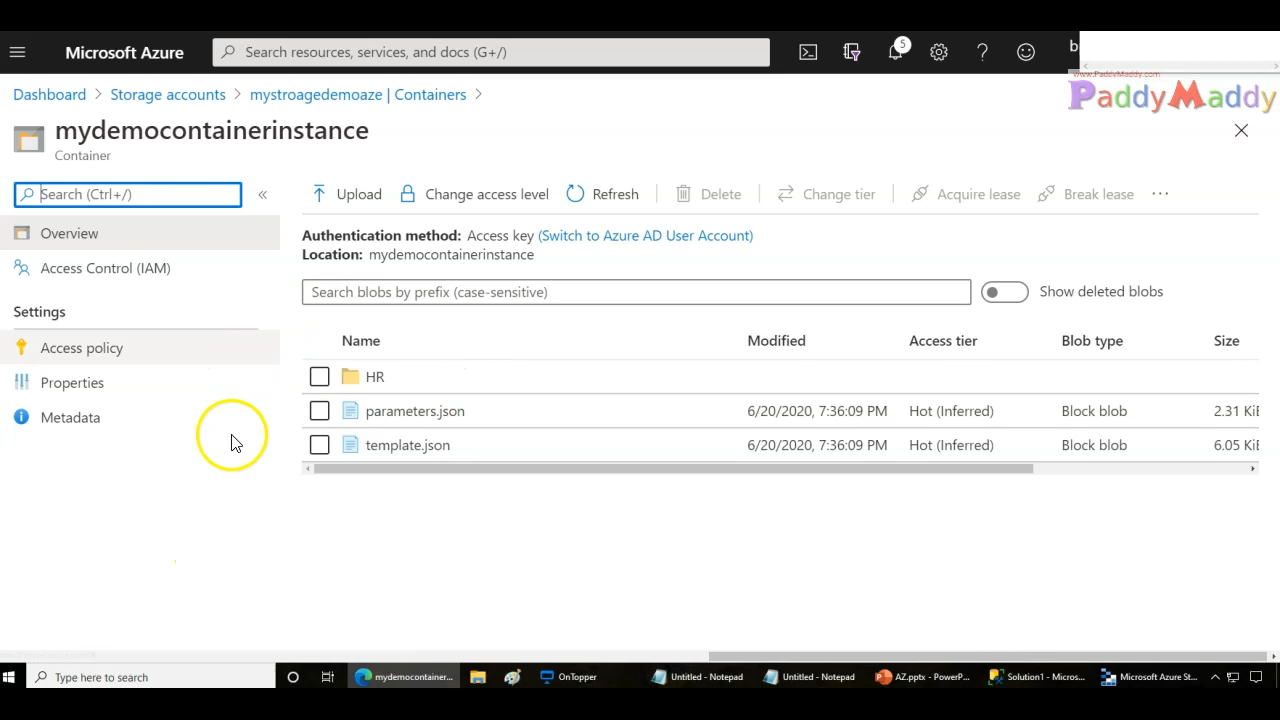 Microsoft Azure
Search resources, services, and docs (G+/)
5
www.PaddyMaddy.com
PaddyMaddy
Dashboard > Storage accounts > mystroagedemoaze | Containers >
mydemocontainerinstance
Container
Search (Ctrl+/)
«
Upload
Change access level
Refresh
Delete
Change tier
Acquire lease
Break lease
...
Overview
Access Control (IAM)
Settings
Access policy
Properties
Metadata
Authentication method: Access key (Switch to Azure AD User Account)
Location: mydemocontainerinstance
Search blobs by prefix (case-sensitive)
Show deleted blobs
Name Modified Access tier Blob type Size
HR
parameters.json 6/20/2020, 7:36:09 PM Hot (Inferred) Block blob 2.31 KiB
template.json 6/20/2020, 7:36:09 PM Hot (Inferred) Block blob 6.05 KiB
Type here to search
mydemocontainer...
OnTopper
Untitled - Notepad
Untitled - Notepad
AZ.pptx - PowerP...
Solution1 - Micros...
Microsoft Azure St...